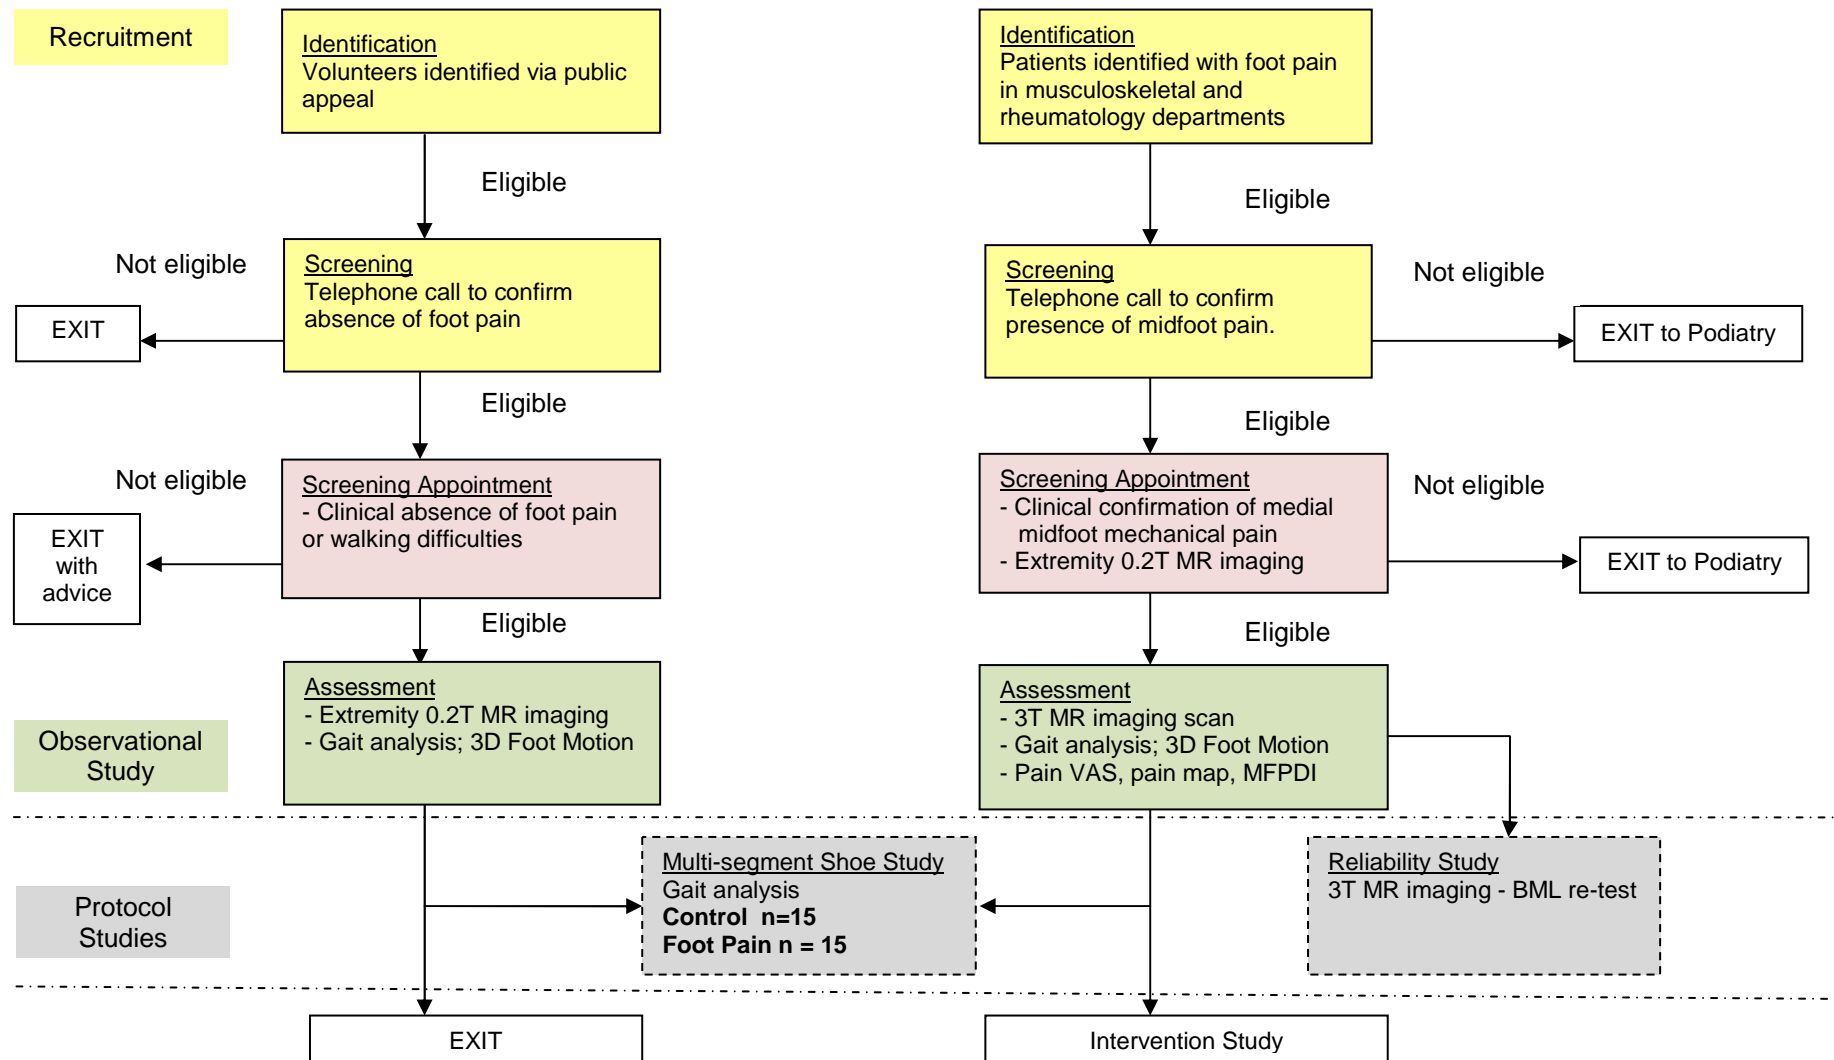 Recruitment
Identification
Volunteers identified via public
appeal
Identification
Patients identified with foot pain
in musculoskeletal and
rheumatology departments
Eligible
Eligible
Not eligible
Screening
Telephone call to confirm
absence of foot pain
EXIT
Screening
Telephone call to confirm
presence of midfoot pain.
Not eligible
EXIT to Podiatry
Eligible
Eligible
Not eligible
Screening Appointment
- Clinical absence of foot pain
or walking difficulties
EXIT
with
advice
Screening Appointment
- Clinical confirmation of medial
midfoot mechanical pain
- Extremity 0.2T MR imaging
Not eligible
EXIT to Podiatry
Eligible
Eligible
Observational
Study
Assessment
- Extremity 0.2T MR imaging
- Gait analysis; 3D Foot Motion
Assessment
- 3T MR imaging scan
- Gait analysis; 3D Foot Motion
- Pain VAS, pain map, MFPDI
Protocol
Studies
Multi-segment Shoe Study
Gait analysis
Control n=15
Foot Pain n = 15
Reliability Study
3T MR imaging - BML re-test
EXIT
Intervention Study